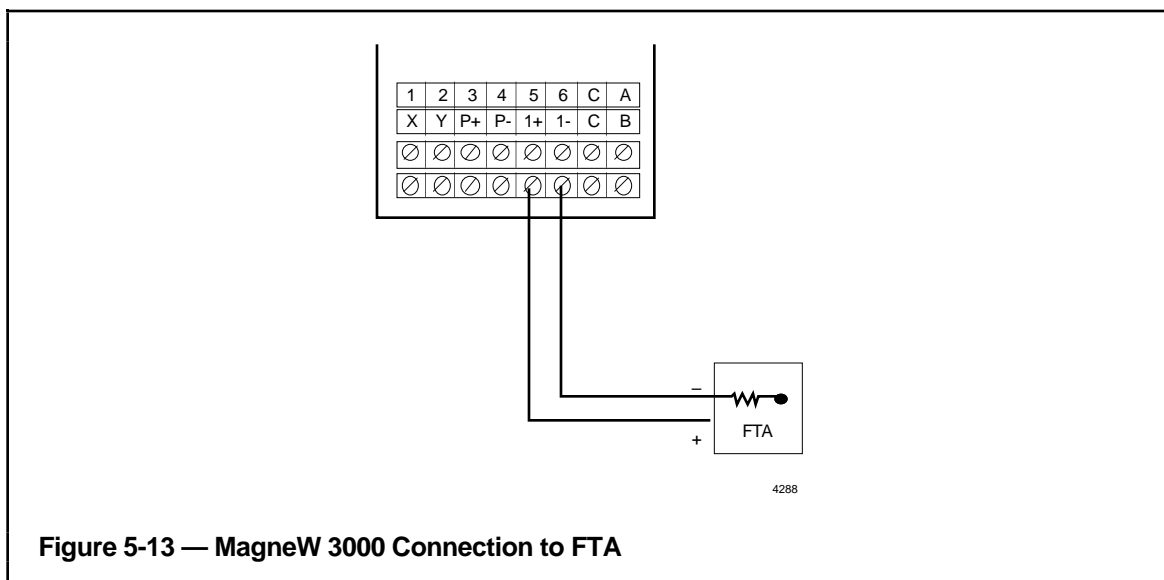 1 2 3 4 5 6 C A
X Y P+ P- 1+ 1- C B
–
+
FTA
4288
Figure 5-13 — MagneW 3000 Connection to FTA